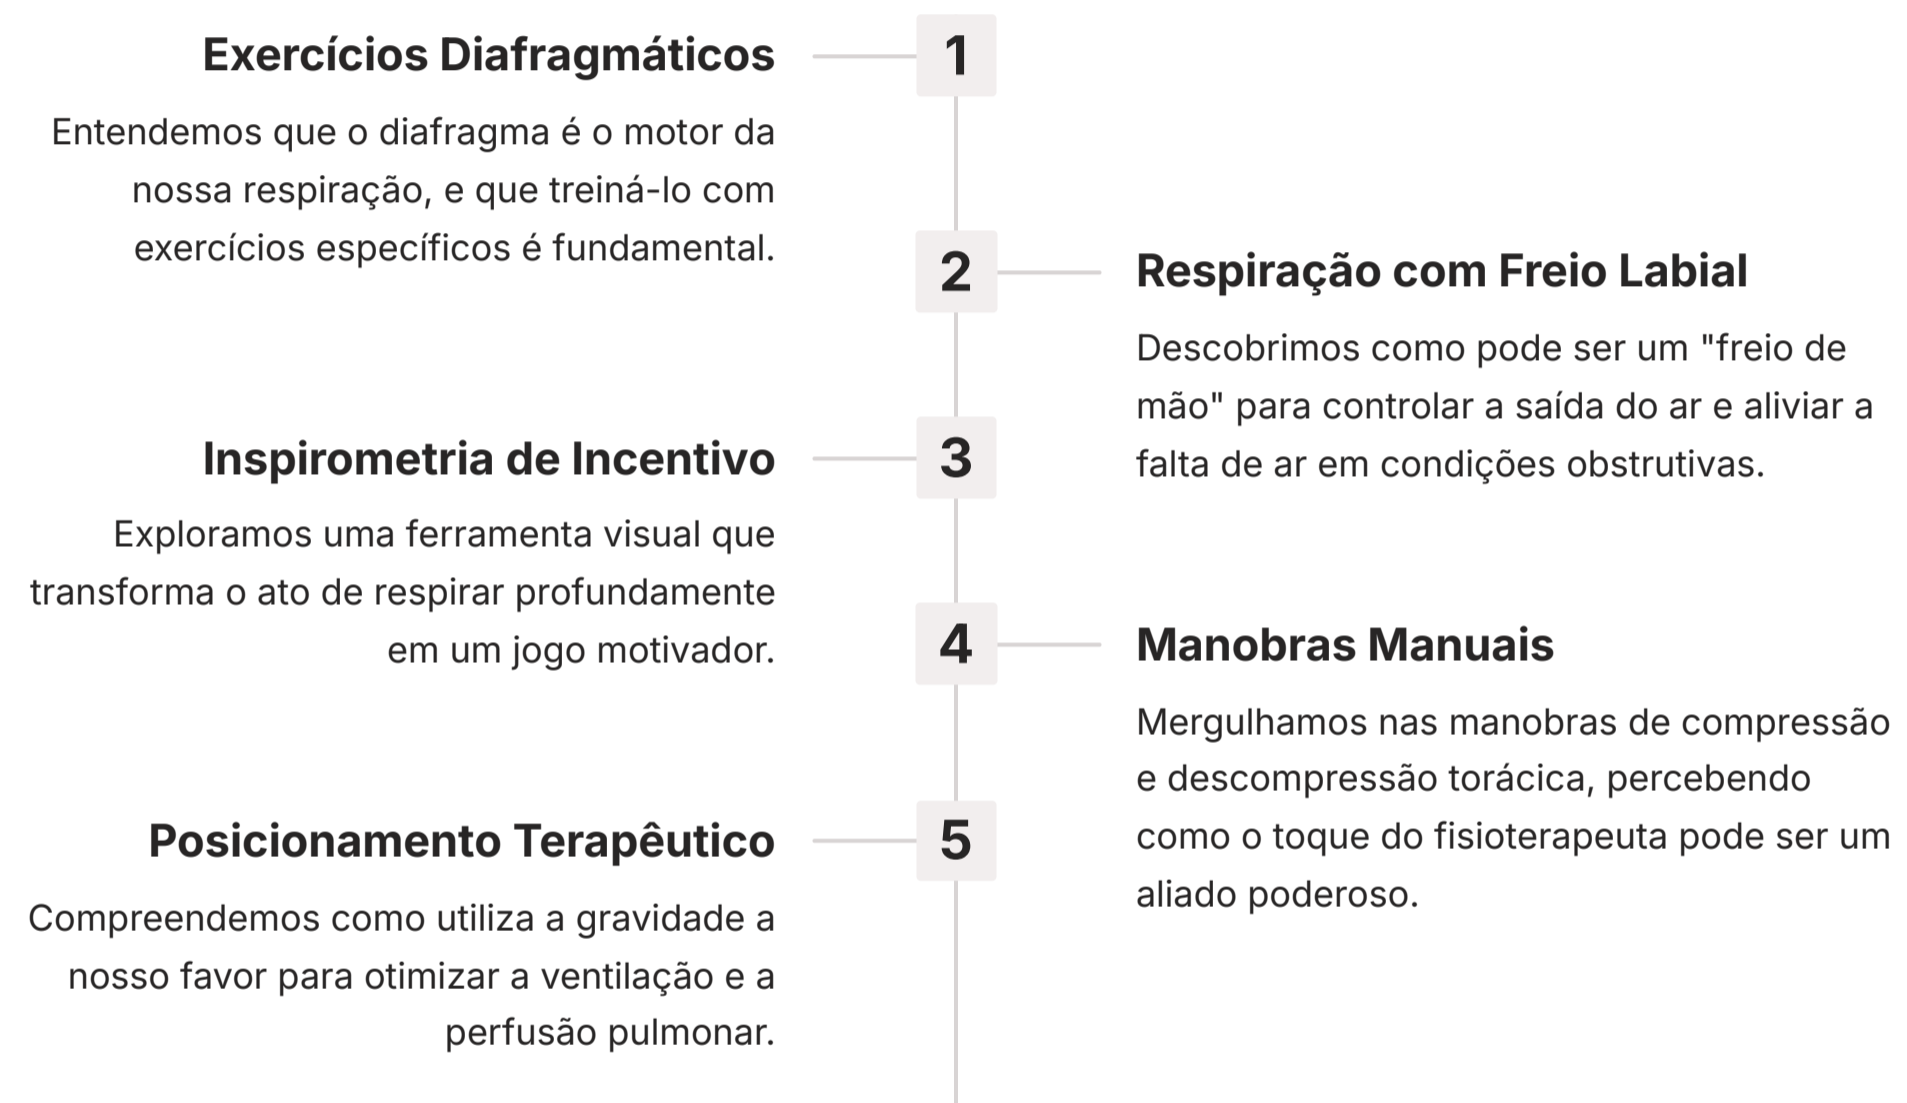 Exercícios Diafragmáticos
1
Entendemos que o diafragma é o motor da
nossa respiração, e que treiná-lo com
exercícios específicos é fundamental.
2
Respiração com Freio Labial
Descobrimos como pode ser um "freio de
mão" para controlar a saída do ar e aliviar a
falta de ar em condições obstrutivas.
Inspirometria de Incentivo
3
Exploramos uma ferramenta visual que
transforma o ato de respirar profundamente
em um jogo motivador.
4
Manobras Manuais
Mergulhamos nas manobras de compressão
e descompressão torácica, percebendo
como o toque do fisioterapeuta pode ser um
aliado poderoso.
Posicionamento Terapêutico
5
Compreendemos como utiliza a gravidade a
nosso favor para otimizar a ventilação e a
perfusão pulmonar.